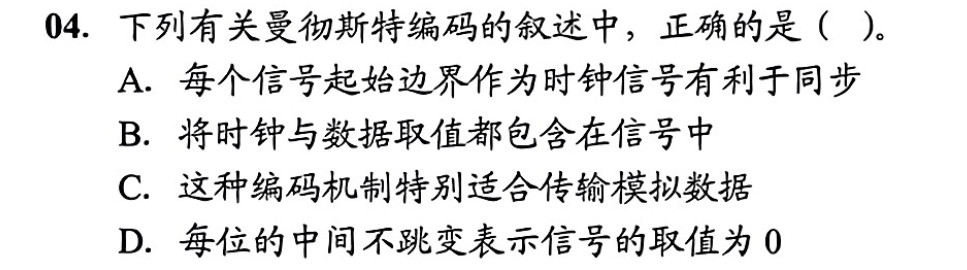 04. 下列有关曼彻斯特编码的叙述中，正确的是（ ）。
A. 每个信号起始边界作为时钟信号有利于同步
B. 将时钟与数据取值都包含在信号中
C. 这种编码机制特别适合传输模拟数据
D. 每位的中间不跳变表示信号的取值为 0